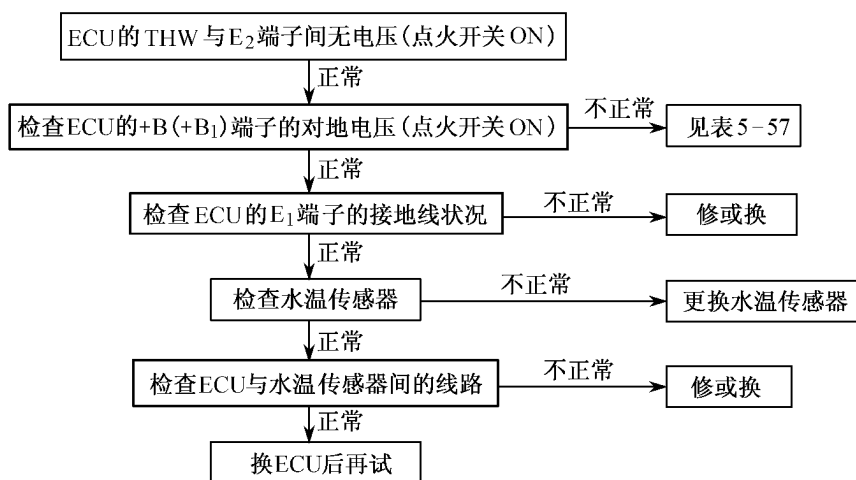 ECU的THW与E₂端子间无电压(点火开关ON)
正常
检查ECU的+B(+B₁)端子的对地电压(点火开关ON)
不正常
见表5-57
正常
检查ECU的E₁端子的接地线状况
不正常
修或换
正常
检查水温传感器
不正常
更换水温传感器
正常
检查ECU与水温传感器间的线路
不正常
修或换
正常
换ECU后再试